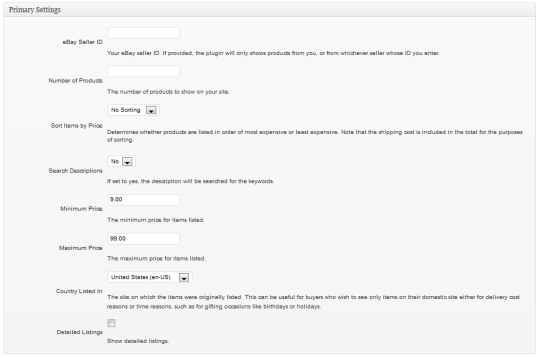 Primary Settings
eBay Seller ID
Your eBay seller ID. If provided, the plugin will only shows products from you, or from whichever seller whose ID you enter.
Number of Products
The number of products to show on your site.
No Sorting
Sort Items by Price
Determines whether products are listed in order of most expensive or least expensive. Note that the shipping cost is included in the total for the purposes
of sorting.
No
Search Descriptions
If set to yes, the description will be searched for the keywords.
9.00
Minimum Price
The minimum price for items listed.
99.00
Maximum Price
The maximum price for items listed.
United States (en-US)
Country Listed In
The site on which the items were originally listed. This can be useful for buyers who wish to see only items on their domestic site either for delivery cost
reasons or time reasons, such as for gifting occasions like birthdays or holidays.
Detailed Listings
Show detailed listings.